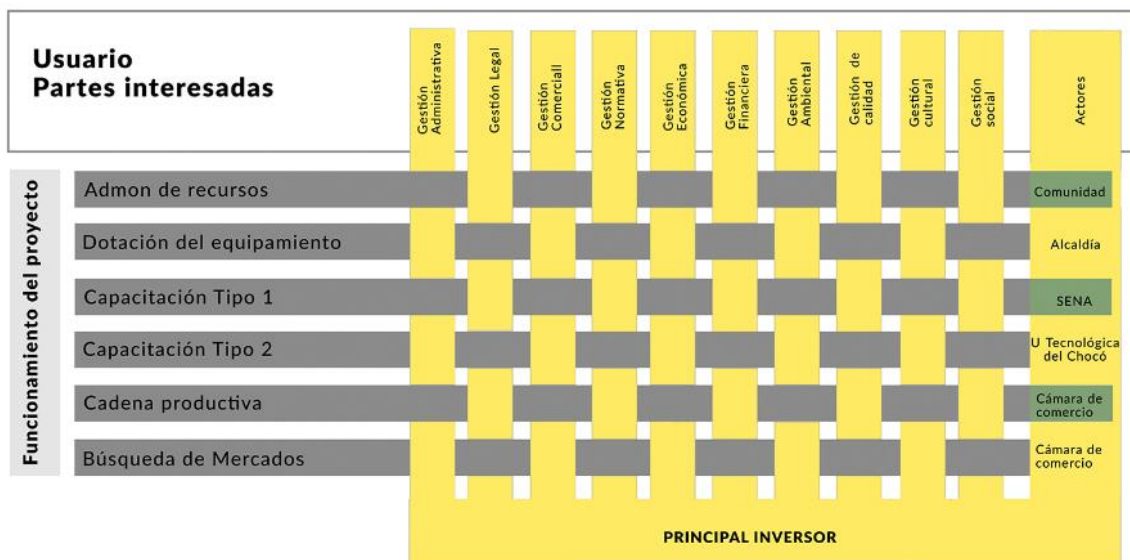 Usuario
Partes interesadas
Gestión
Administrativa
Gestión Legal
Gestión
Comerciall
Gestión
Normativa
Gestión
Económica
Gestión
Financiera
Gestión
Ambiental
Gestión de
calidad
Gestión
cultural
Gestión
social
Actores
Funcionamiento del proyecto
Admon de recursos
Comunidad
Dotación del equipamiento
Alcaldía
Capacitación Tipo 1
SENA
Capacitación Tipo 2
U Tecnológica
del Chocó
Cadena productiva
Cámara de
comercio
Búsqueda de Mercados
Cámara de
comercio
PRINCIPAL INVERSOR